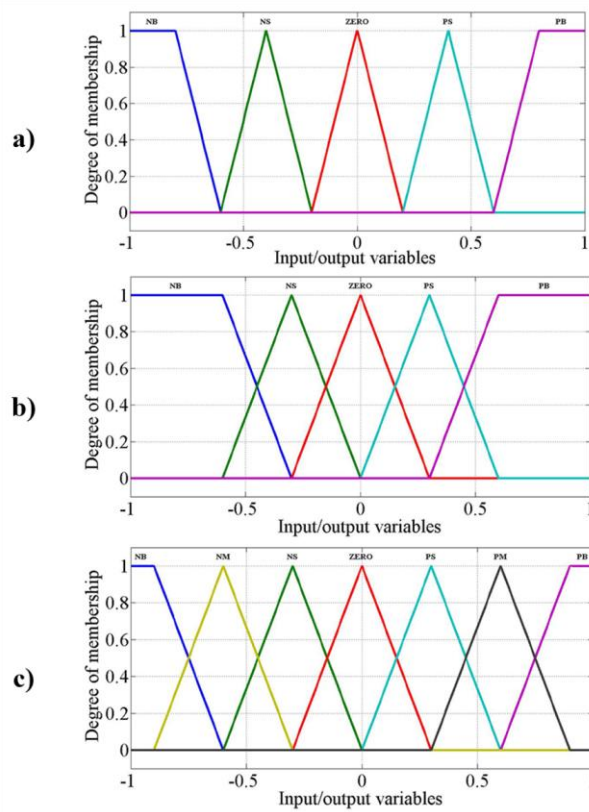 NB NS ZERO PS PB
1
0.8
0.6
0.4
0.2
0
Degree of membership
a)
-1 -0.5 0 0.5 1
Input/output variables
NB NS ZERO PS PB
1
0.8
0.6
0.4
0.2
0
Degree of membership
b)
-1 -0.5 0 0.5 1
Input/output variables
NB NM NS ZERO PS PM PB
1
0.8
0.6
0.4
0.2
0
Degree of membership
c)
-1 -0.5 0 0.5
Input/output variables